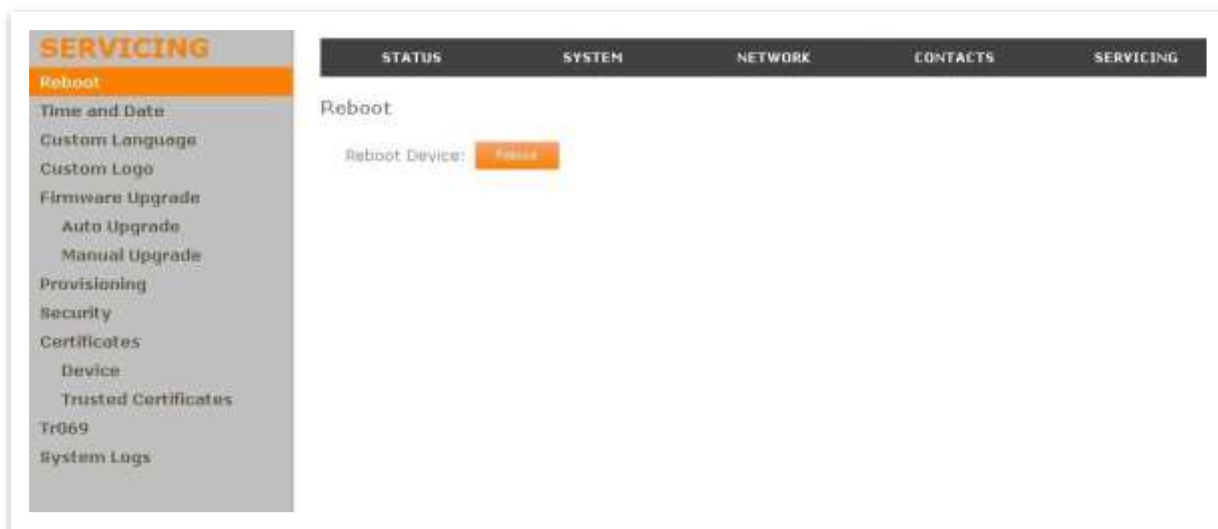 SERVICING
Reboot
Time and Date
Custom Language
Custom Logo
Firmware Upgrade
Auto Upgrade
Manual Upgrade
Provisioning
Security
Certificates
Device
Trusted Certificates
Tr069
System Logs
STATUS SYSTEM NETWORK CONTACTS SERVICING
Reboot
Reboot Device: Reboot